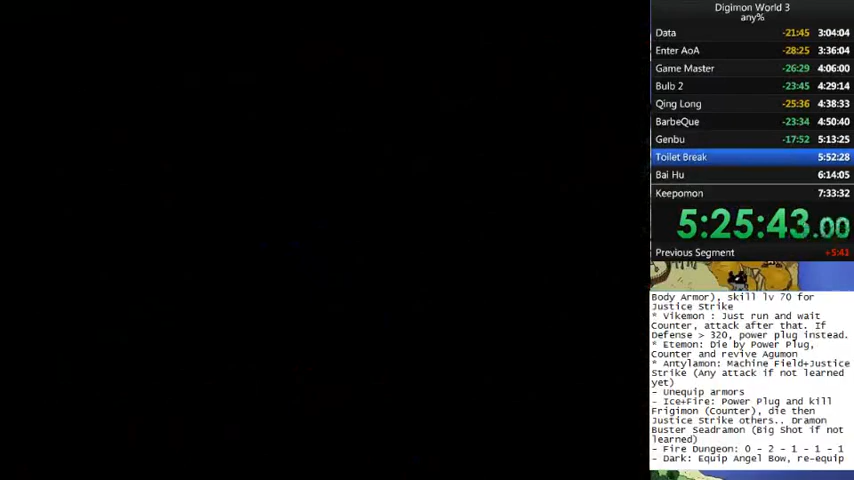 Digimon World 3
any%
Data -21:45 3:04:04
Enter AoA -28:25 3:36:04
Game Master -26:29 4:06:00
Bulb 2 -23:45 4:29:14
Qing Long -25:36 4:38:33
BarbeQue -23:34 4:50:40
Genbu -17:52 5:13:25
Toilet Break 5:52:28
Bai Hu 6:14:05
Keepomon 7:33:32
5:25:43.00
Previous Segment +5:41
Body Armor), skill lv 70 for
Justice Strike
* Vikemon : Just run and wait
Counter, attack after that. If
Defense > 320, power plug instead.
* Etemon: Die by Power Plug,
Counter and revive Agumon
* Antylamon: Machine Field+Justice
Strike (Any attack if not learned
yet)
- Unequip armors
- Ice+Fire: Power Plug and kill
Frigimon (Counter), die then
Justice Strike others.. Dramon
Buster Seadramon (Big Shot if not
learned)
- Fire Dungeon: 0 - 2 - 1 - 1 - 1
- Dark: Equip Angel Bow, re-equip